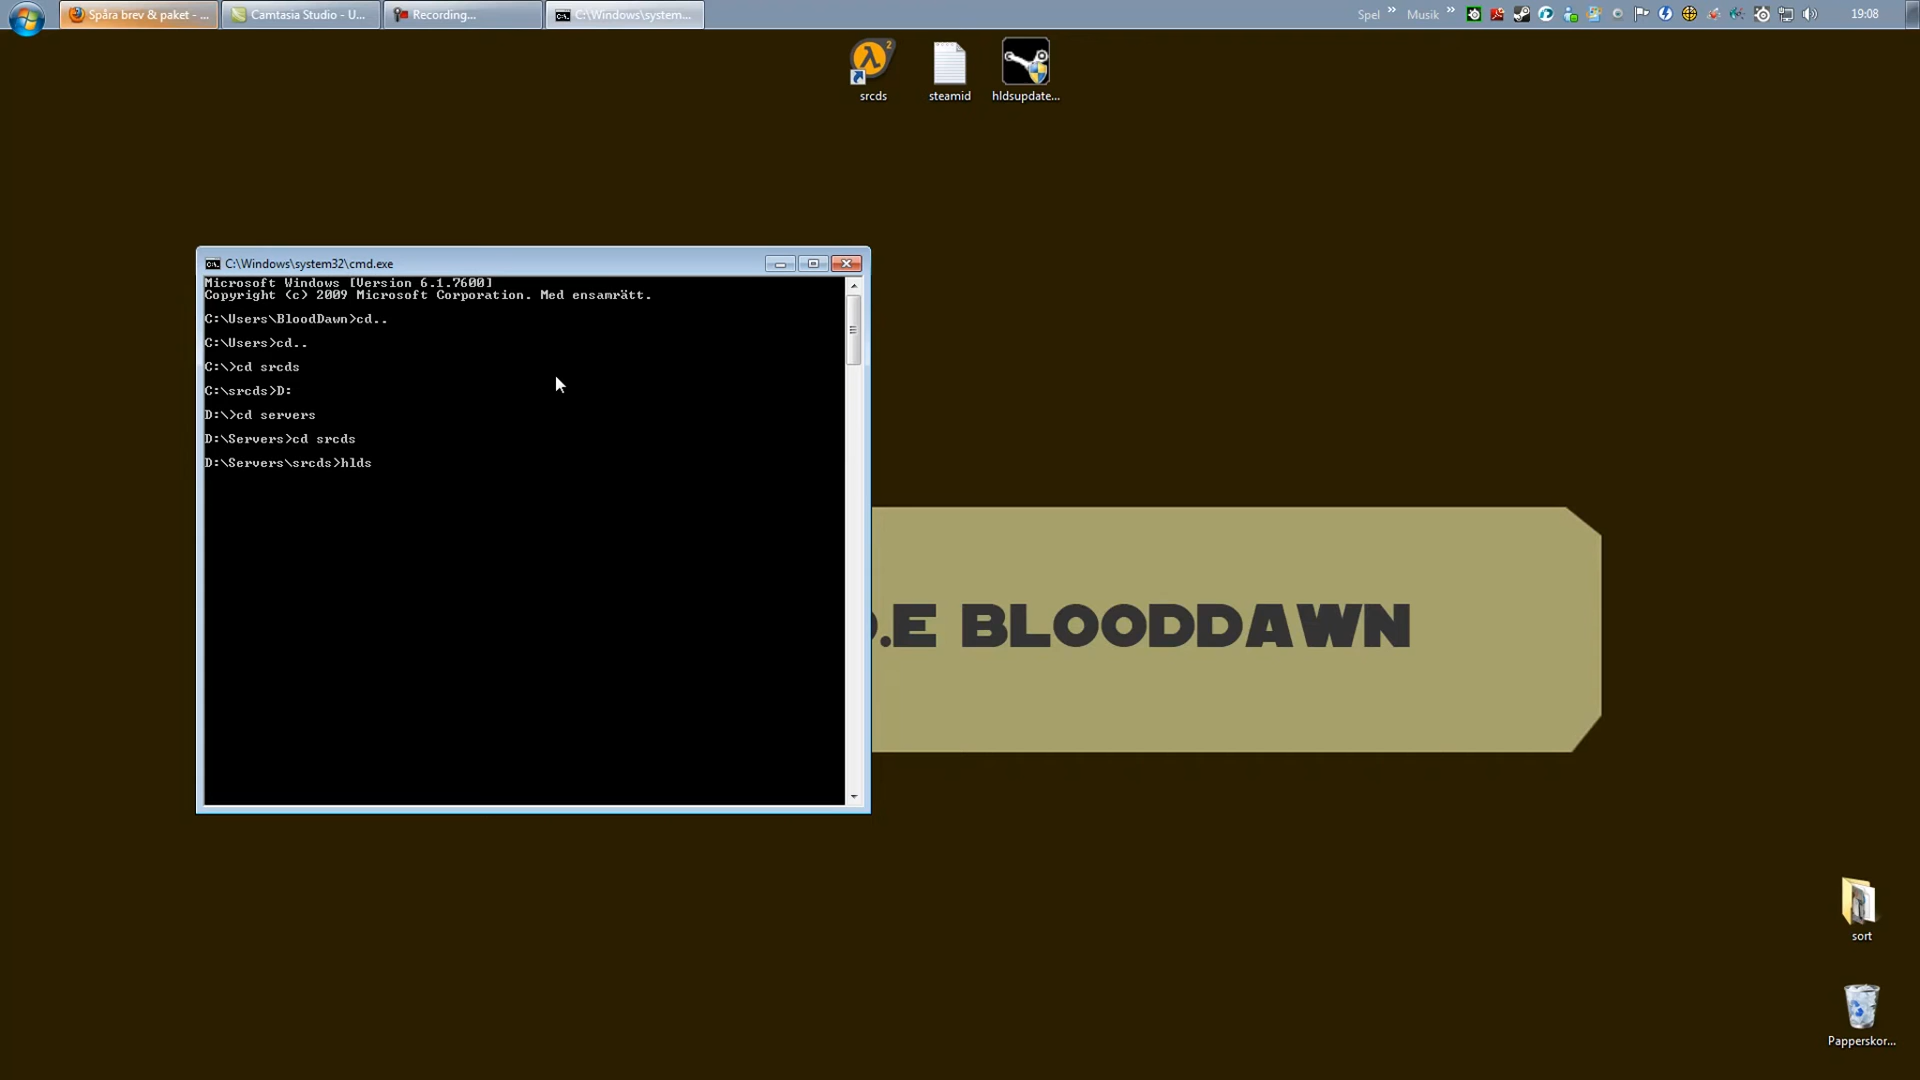 Spåra brev & paket - ...
Camtasia Studio - U...
Recording...
C:\Windows\system...
Spel
Musik
19:08
srcds
steamid
hldsupdate...
C:\Windows\system32\cmd.exe
Microsoft Windows [Version 6.1.7600]
Copyright (c) 2009 Microsoft Corporation. Med ensamrätt.
C:\Users\BloodDawn>cd..
C:\Users>cd..
C:\>cd srcds
C:\srcds>D:
D:\>cd servers
D:\Servers>cd srcds
D:\Servers\srcds>hlds
.E BLOODDAWN
sort
Papperskor...